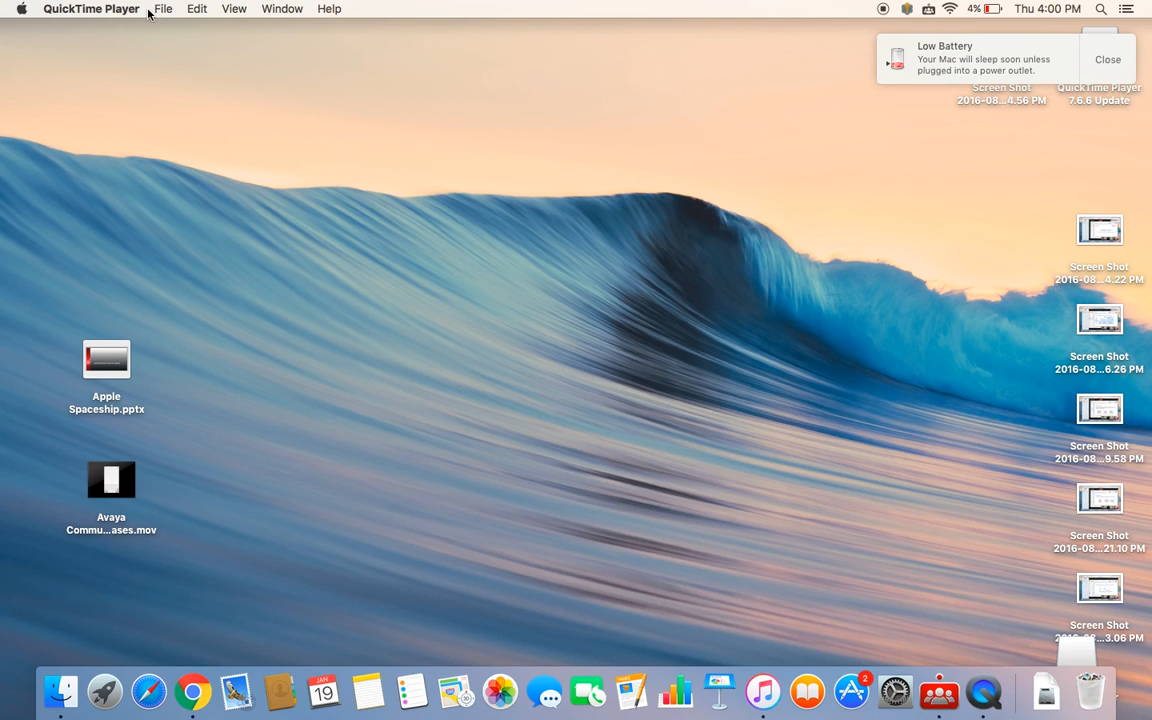 QuickTime Player File Edit View Window Help 4% Thu 4:00 PM
Low Battery
Your Mac will sleep soon unless
plugged into a power outlet.
Close
Screen Shot
2016-08...4.56 PM
QuickTime Player
7.6.6 Update
Screen Shot
2016-08...4.22 PM
Screen Shot
2016-08...6.26 PM
Apple
Spaceship.pptx
Screen Shot
2016-08...9.58 PM
Avaya
Commu...ases.mov
Screen Shot
2016-08...21.10 PM
Screen Shot
2016-08...3.06 PM
JAN
19
2